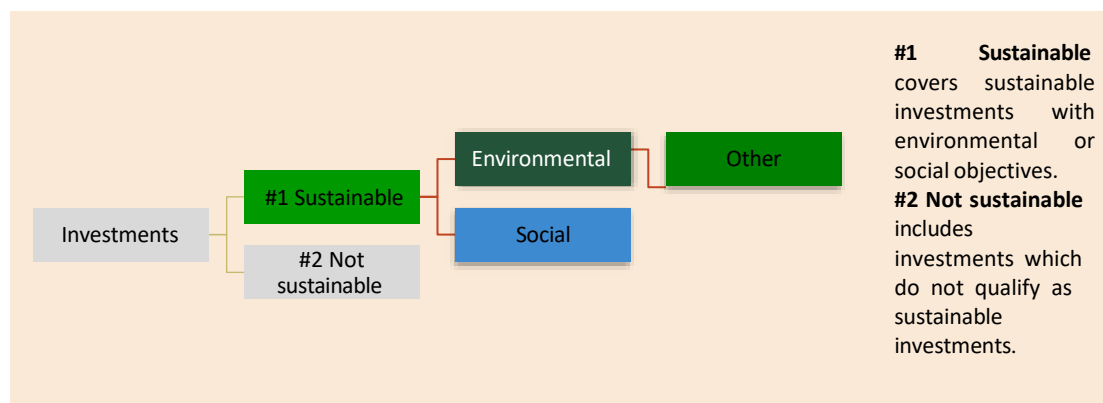 Investments
#1 Sustainable
#2 Not
sustainable
Environmental
Social
Other
#1 Sustainable
covers sustainable
investments with
environmental or
social objectives.
#2 Not sustainable
includes
investments which
do not qualify as
sustainable
investments.